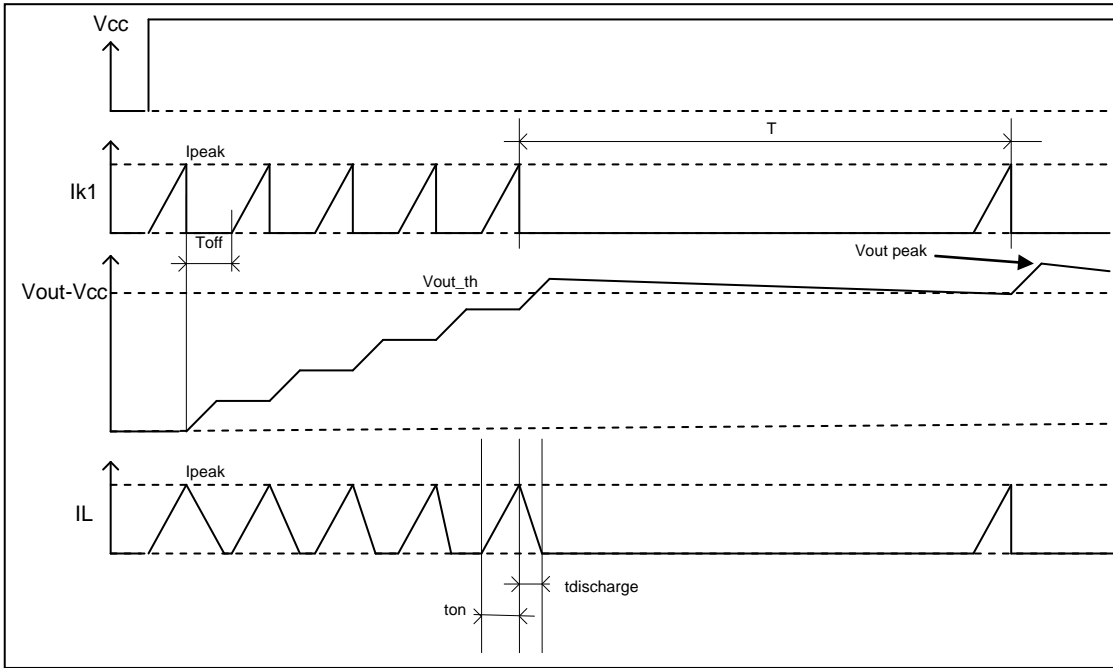 Vcc
T
Ipeak
Ik1
Toff
Vout peak
Vout-Vcc
Vout_th
Ipeak
IL
tdischarge
ton